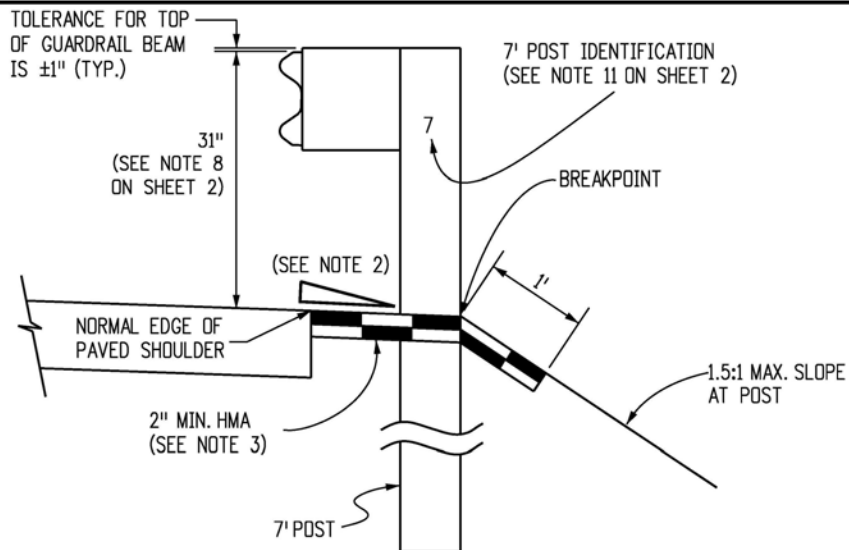 TOLERANCE FOR TOP
OF GUARDRAIL BEAM
IS ±1" (TYP.)
7' POST IDENTIFICATION
(SEE NOTE 11 ON SHEET 2)
31"
(SEE NOTE 8
ON SHEET 2)
7
BREAKPOINT
(SEE NOTE 2)
1'
NORMAL EDGE OF
PAVED SHOULDER
1.5:1 MAX. SLOPE
AT POST
2" MIN. HMA
(SEE NOTE 3)
7' POST